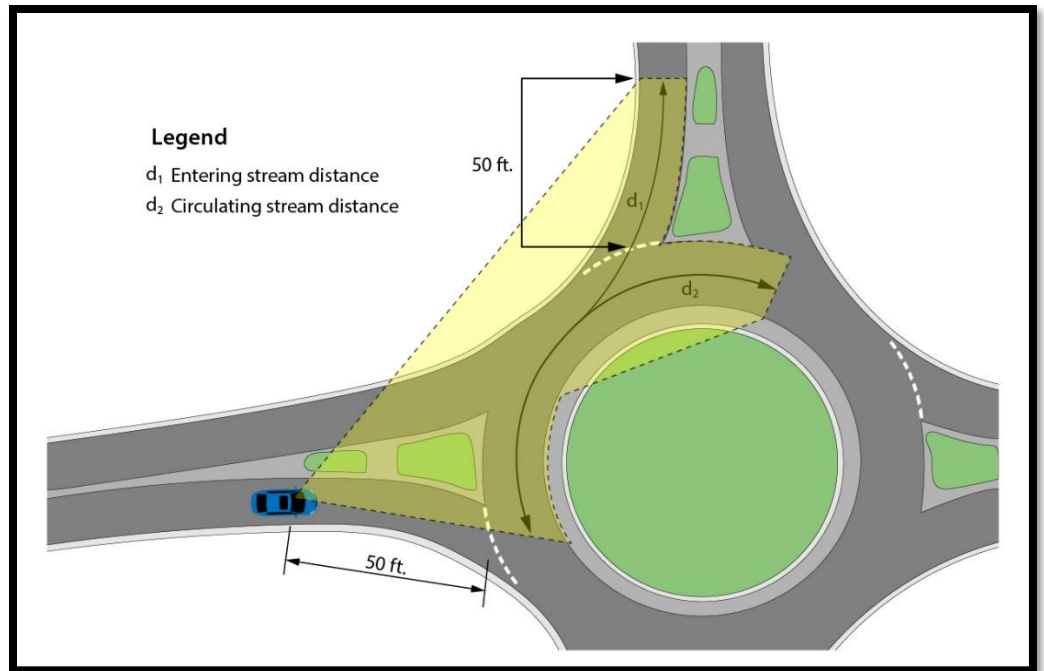 Legend
d₁ Entering stream distance
d₂ Circulating stream distance
50 ft.
d₁
d₂
50 ft.